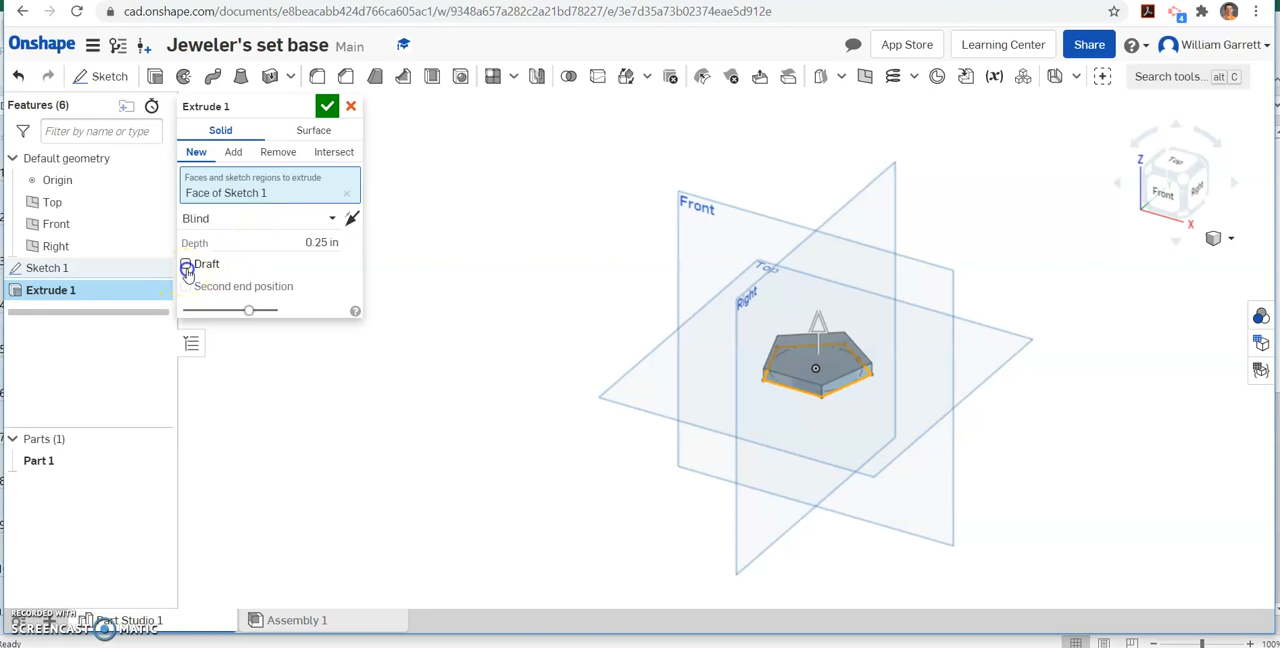 cad.onshape.com/documents/e8beacabb424d766ca605ac1/w/9348a657a282c2a21bd78227/e/3e7d35a73b02374eae5d912e
4
Onshape Jeweler's set base Main App Store Learning Center Share William Garrett
Sketch (x) Search tools... alt C
Features (6)
Filter by name or type
Default geometry
Origin
Top
Front
Right
Sketch 1
Extrude 1
Parts (1)
Part 1
Extrude 1
Solid Surface
New Add Remove Intersect
Faces and sketch regions to extrude
Face of Sketch 1
Blind
Depth 0.25 in
Draft
Second end position
Front
Top
Right
Z
Top
Front
Right
X
RECORDED WITH
SCREENCAST MATIC
Part Studio 1
Assembly 1
Ready
100%